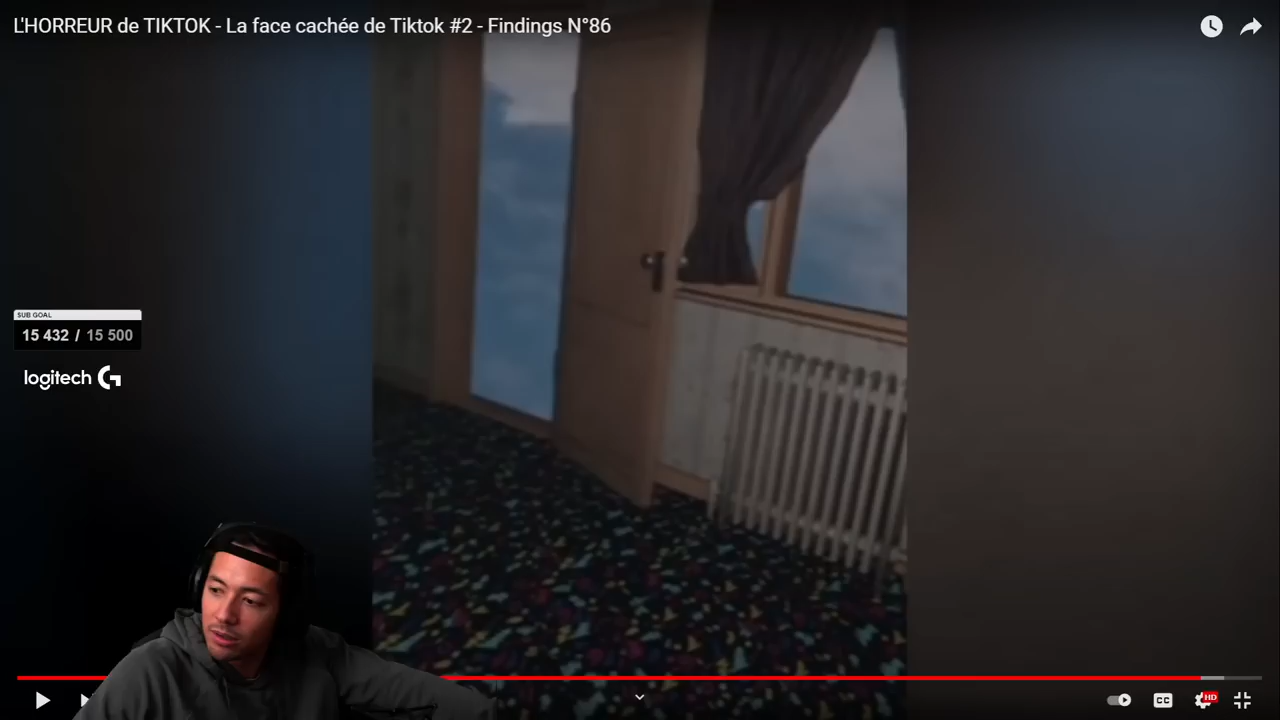 L'HORREUR de TIKTOK - La face cachée de Tiktok #2 - Findings N°86
SUB GOAL
15 432 / 15 500
logitech G
CC
HD